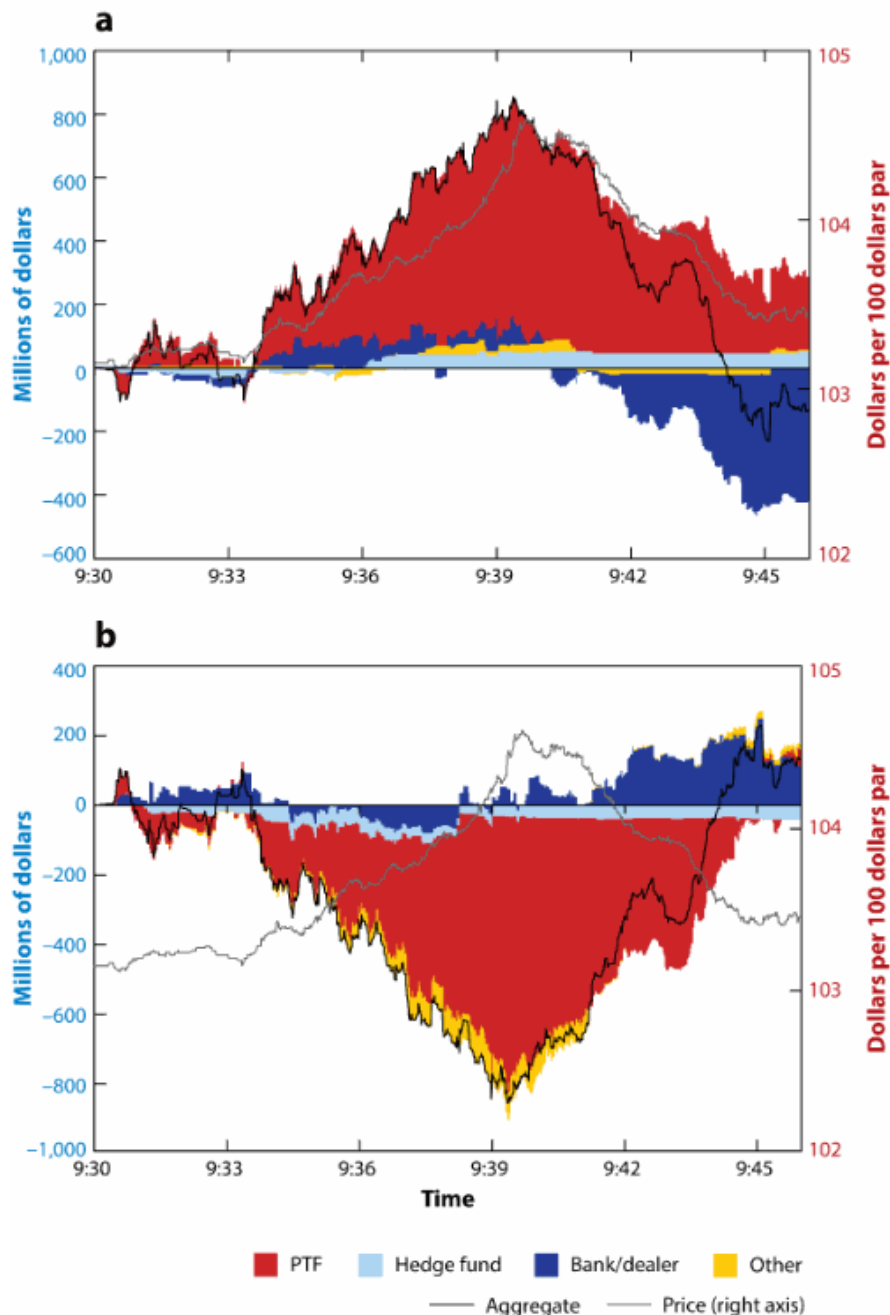 a
1,000
800
600
400
200
0
−200
−400
−600
Millions of dollars
105
104
103
102
Dollars per 100 dollars par
9:30 9:33 9:36 9:39 9:42 9:45
b
400
200
0
−200
−400
−600
−800
−1,000
Millions of dollars
105
104
103
102
Dollars per 100 dollars par
9:30 9:33 9:36 9:39 9:42 9:45
Time
PTF Hedge fund Bank/dealer Other
Aggregate Price (right axis)